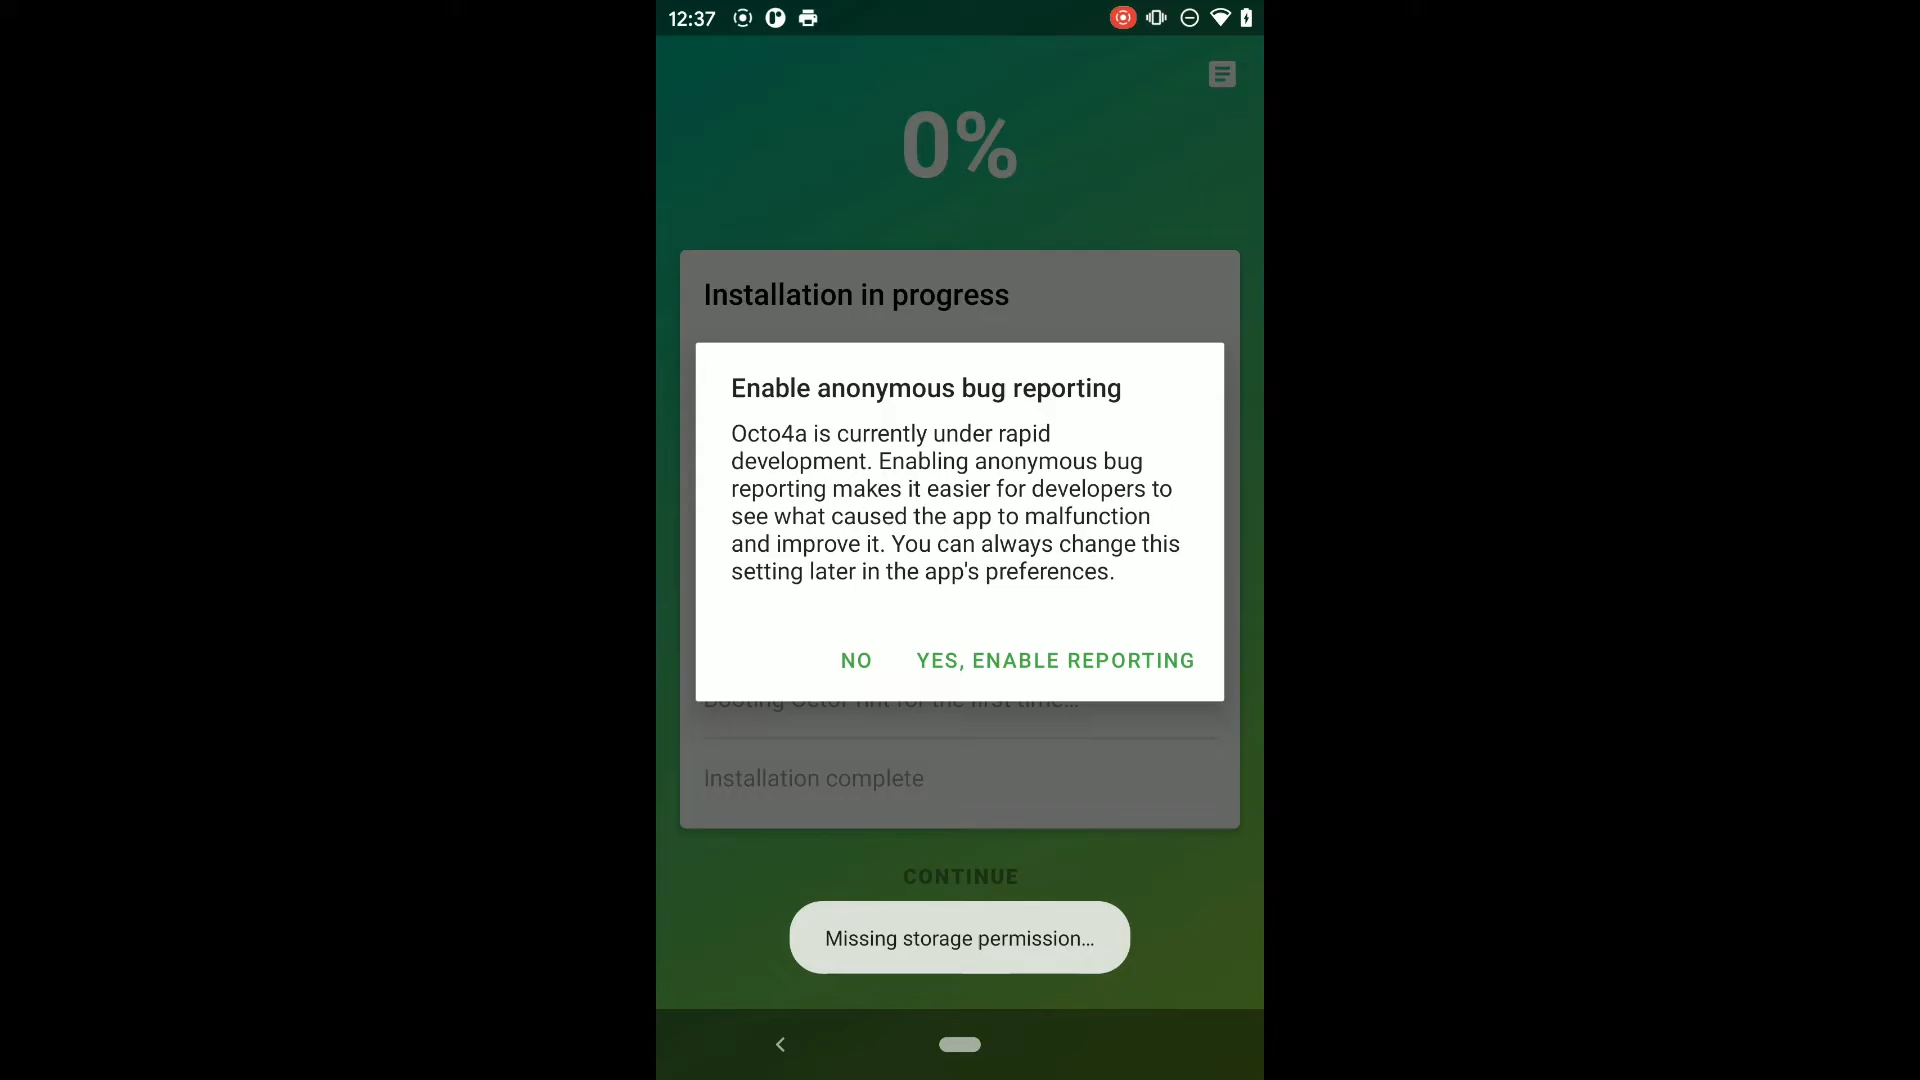 12:37
0%
Installation in progress
Enable anonymous bug reporting
Octo4a is currently under rapid
development. Enabling anonymous bug
reporting makes it easier for developers to
see what caused the app to malfunction
and improve it. You can always change this
setting later in the app's preferences.
NO YES, ENABLE REPORTING
Booting OctoPrint for the first time...
Installation complete
CONTINUE
Missing storage permission...